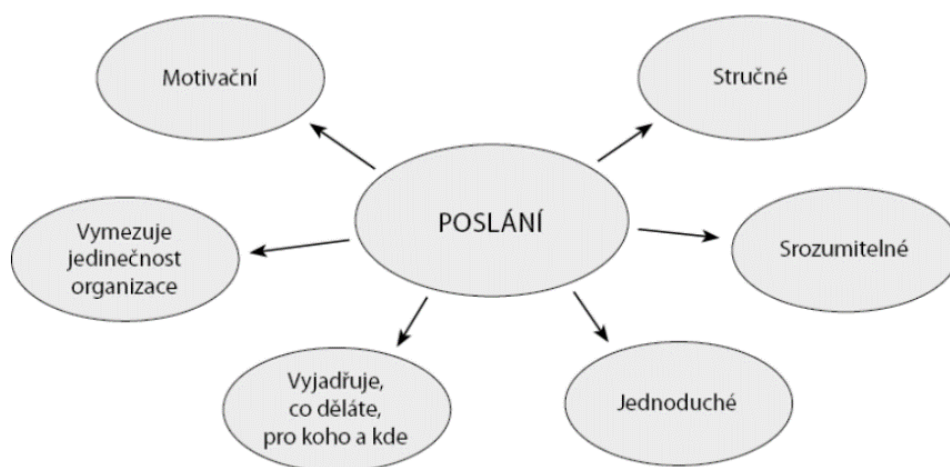 Motivační
Stručné
POSLÁNÍ
Vymezuje
jedinečnost
organizace
Srozumitelné
Vyjadřuje,
co děláte,
pro koho a kde
Jednoduché